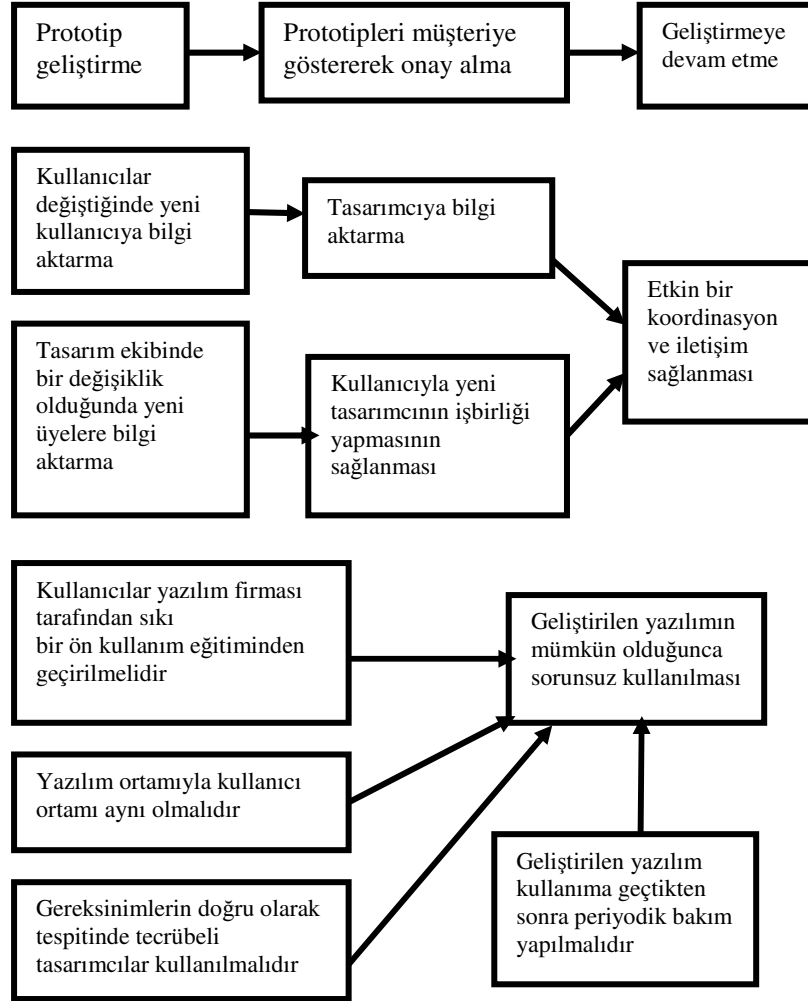 Prototip
geliştirme
Prototipleri müşteriye
göstererek onay alma
Geliştirmeye
devam etme
Kullanıcılar
değiştiğinde yeni
kullanıcıya bilgi
aktarma
Tasarımcıya bilgi
aktarma
Etkin bir
koordinasyon
ve iletişim
sağlanması
Tasarım ekibinde
bir değişiklik
olduğunda yeni
üyelere bilgi
aktarma
Kullanıcıyla yeni
tasarımcının işbirliği
yapmasının
sağlanması
Kullanıcılar yazılım firması
tarafından sıkı
bir ön kullanım eğitiminden
geçirilmelidir
Geliştirilen yazılımın
mümkün olduğunca
sorunsuz kullanılması
Yazılım ortamıyla kullanıcı
ortamı aynı olmalıdır
Gereksinimlerin doğru olarak
tespitinde tecrübeli
tasarımcılar kullanılmalıdır
Geliştirilen yazılım
kullanıma geçtikten
sonra periyodik bakım
yapılmalıdır